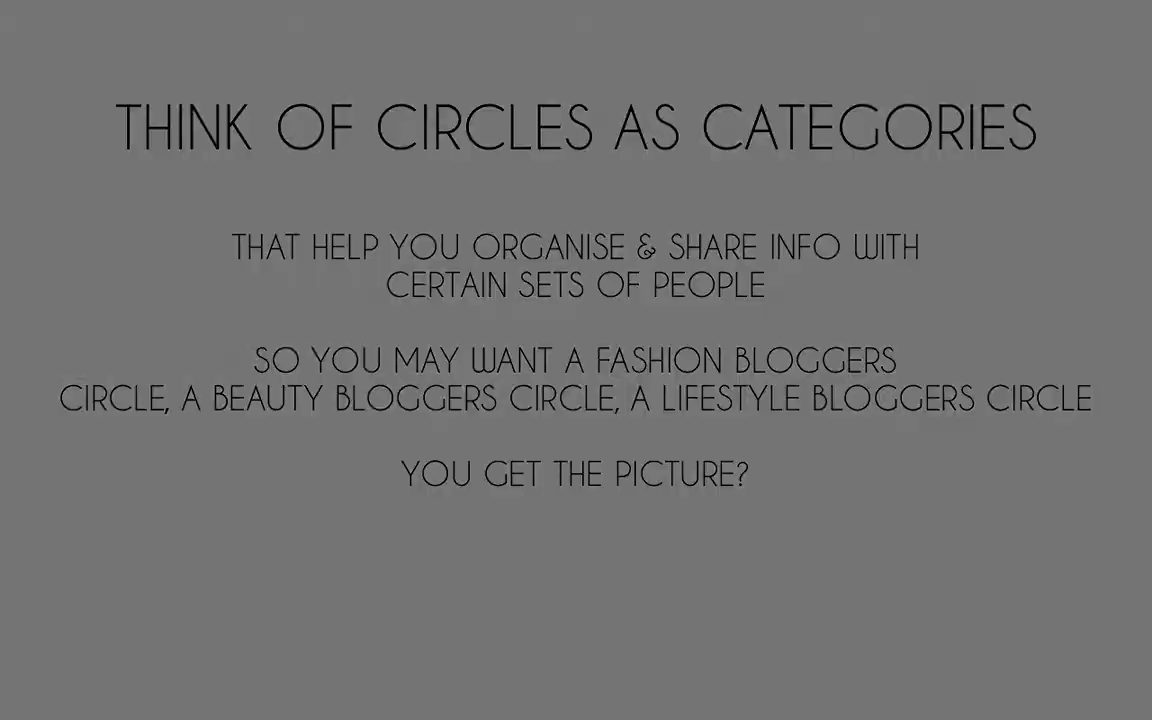 THINK OF CIRCLES AS CATEGORIES
THAT HELP YOU ORGANISE & SHARE INFO WITH
CERTAIN SETS OF PEOPLE
SO YOU MAY WANT A FASHION BLOGGERS
CIRCLE, A BEAUTY BLOGGERS CIRCLE, A LIFESTYLE BLOGGERS CIRCLE
YOU GET THE PICTURE?